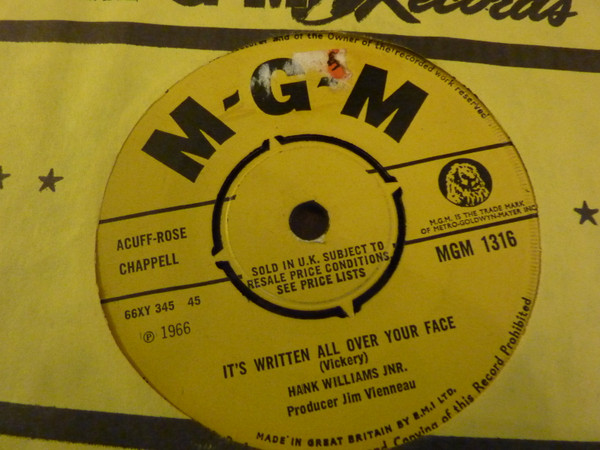 M-G-M Records
and of the Owner of the recorded work reserved
M-G-M
M.G.M. IS THE TRADE MARK
OF METRO-GOLDWYN-MAYER INC
ACUFF-ROSE
CHAPPELL
MGM 1316
SOLD IN U.K. SUBJECT TO
RESALE PRICE CONDITIONS
SEE PRICE LISTS
66XY 345 45
℗ 1966
IT'S WRITTEN ALL OVER YOUR FACE
(Vickery)
HANK WILLIAMS JNR.
Producer Jim Vienneau
MADE IN GREAT BRITAIN BY E.M.I LTD.
and Copying of this Record Prohibited